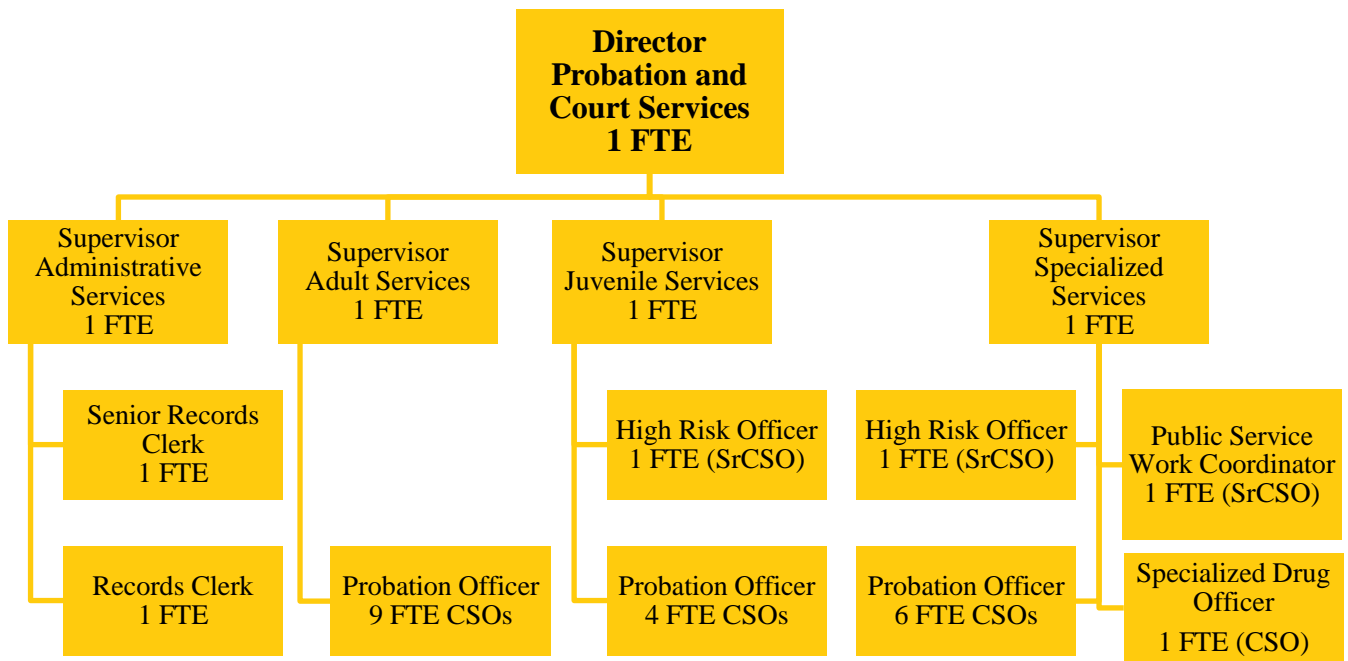 Director
Probation and
Court Services
1 FTE
Supervisor
Administrative
Services
1 FTE
Supervisor
Adult Services
1 FTE
Supervisor
Juvenile Services
1 FTE
Supervisor
Specialized
Services
1 FTE
Senior Records
Clerk
1 FTE
High Risk Officer
1 FTE (SrCSO)
High Risk Officer
1 FTE (SrCSO)
Public Service
Work Coordinator
1 FTE (SrCSO)
Records Clerk
1 FTE
Probation Officer
9 FTE CSOs
Probation Officer
4 FTE CSOs
Probation Officer
6 FTE CSOs
Specialized Drug
Officer
1 FTE (CSO)